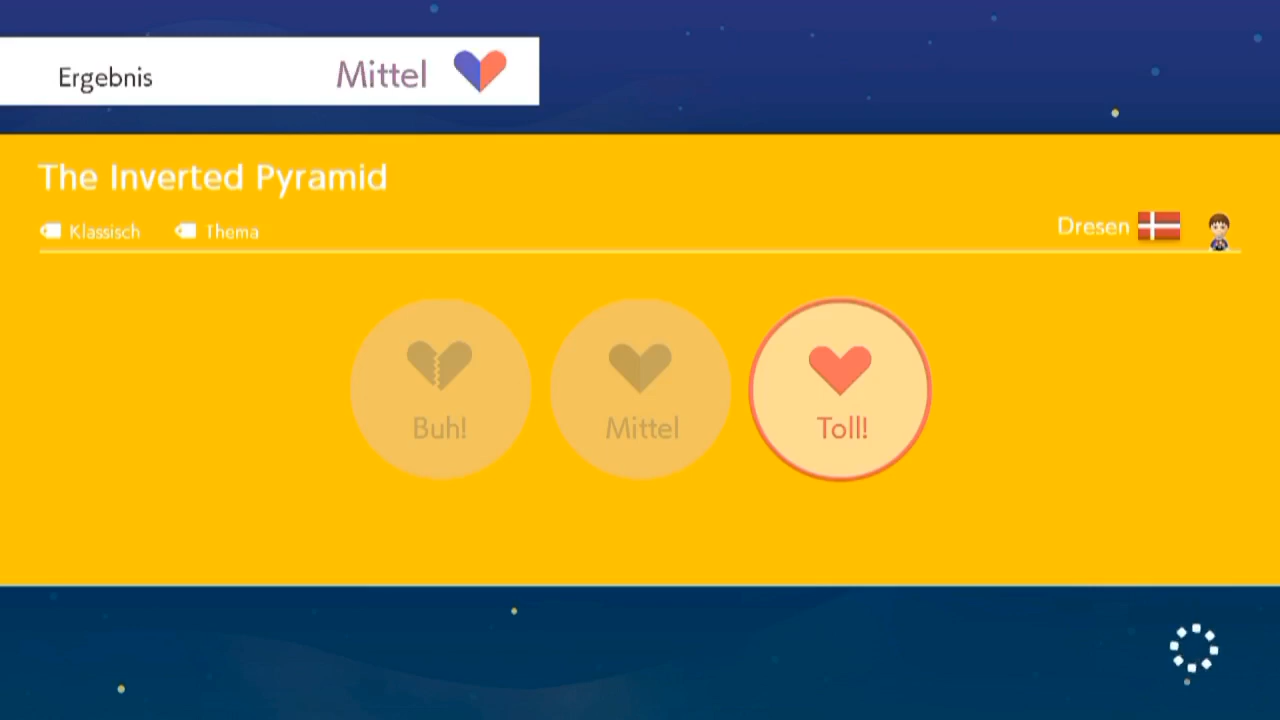 Ergebnis Mittel
The Inverted Pyramid
Klassisch Thema
Dresen
Buh! Mittel Toll!